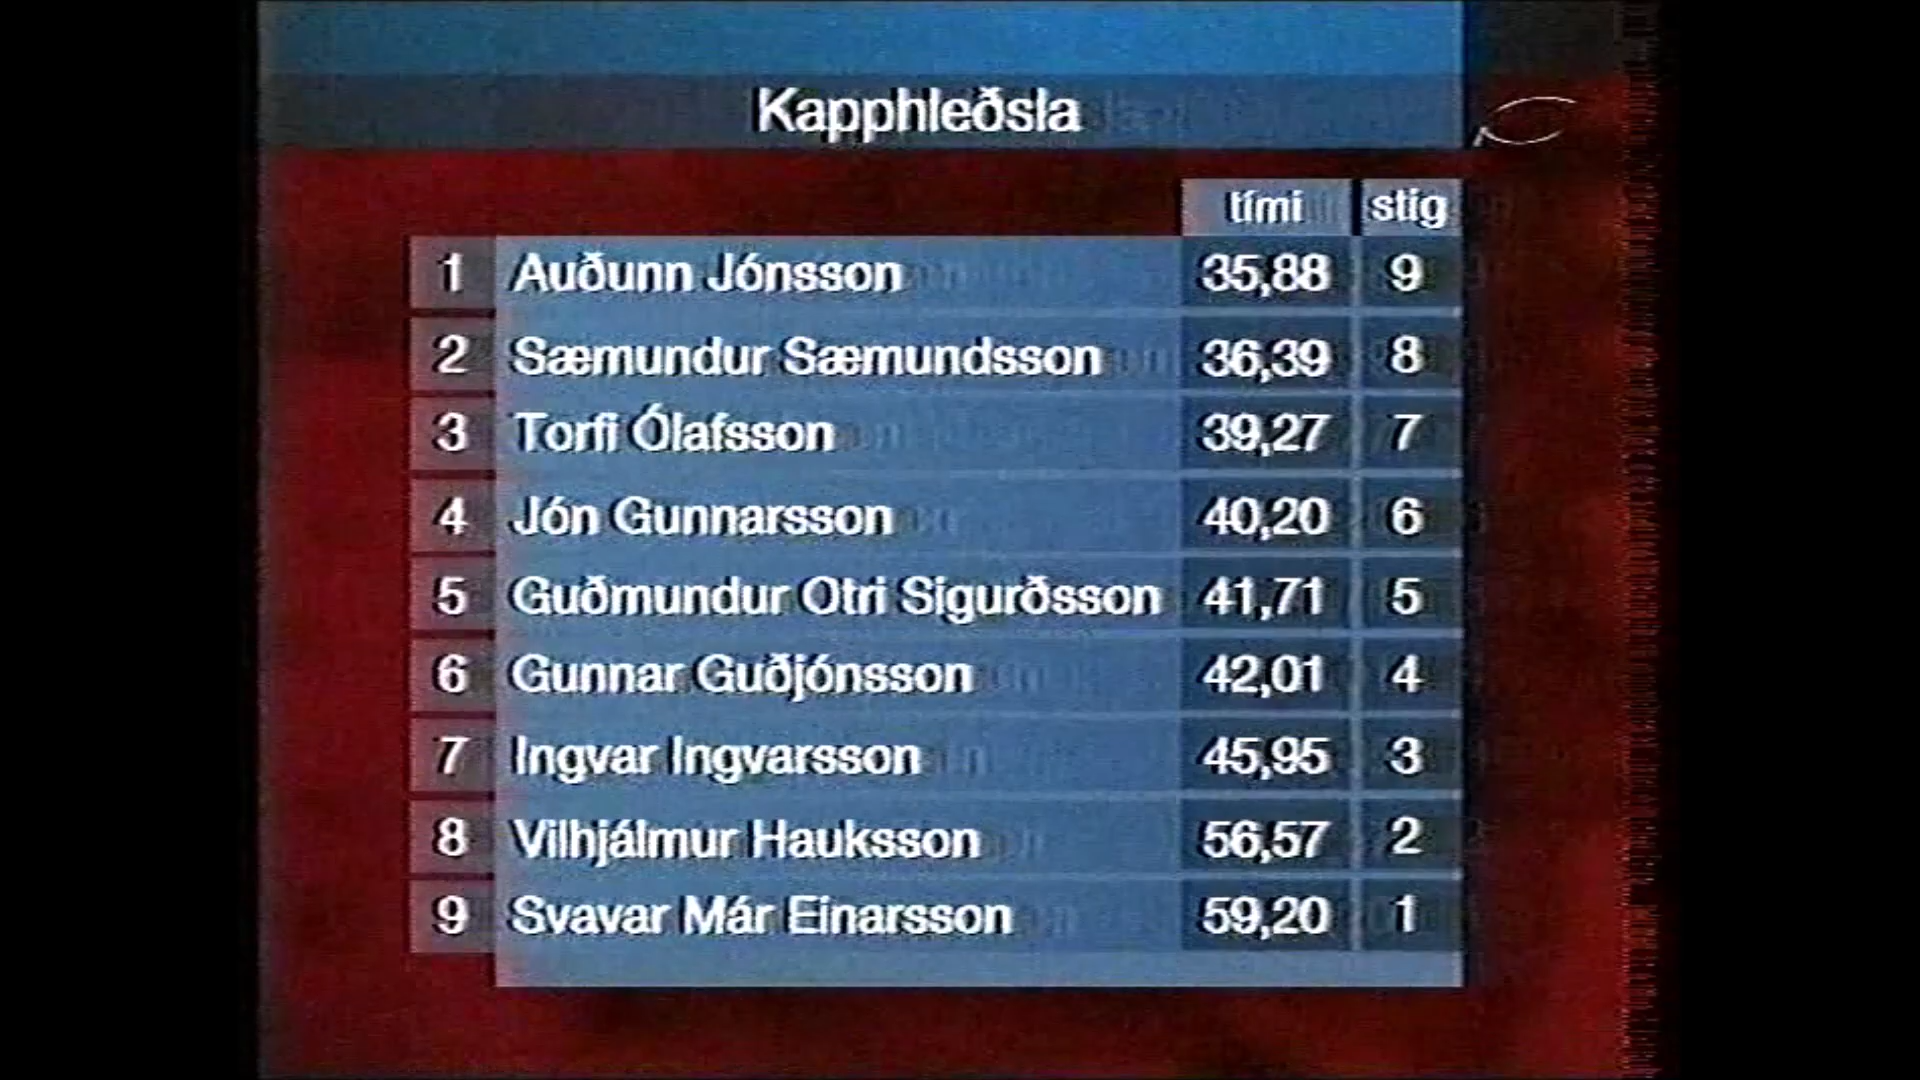 Kapphleðsla
tími stig
1 Auðunn Jónsson 35,88 9
2 Sæmundur Sæmundsson 36,39 8
3 Torfi Ólafsson 39,27 7
4 Jón Gunnarsson 40,20 6
5 Guðmundur Otri Sigurðsson 41,71 5
6 Gunnar Guðjónsson 42,01 4
7 Ingvar Ingvarsson 45,95 3
8 Vilhjálmur Hauksson 56,57 2
9 Svavar Már Einarsson 59,20 1